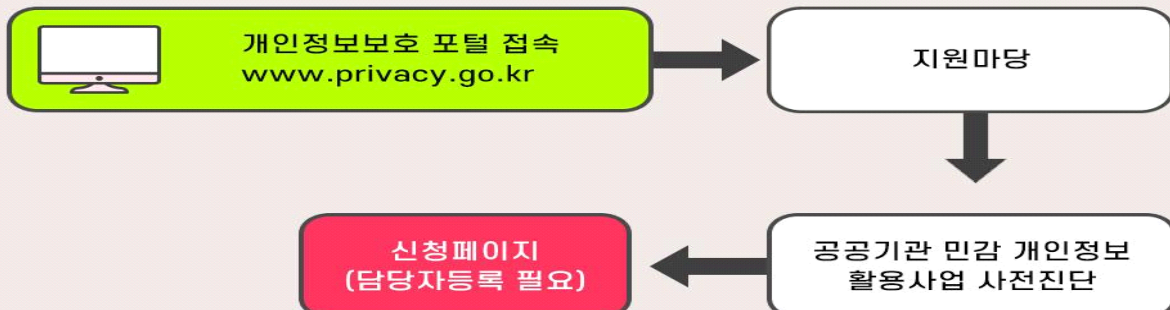 개인정보보호 포털 접속
www.privacy.go.kr
지원마당
공공기관 민감 개인정보
활용사업 사전진단
신청페이지
(담당자등록 필요)